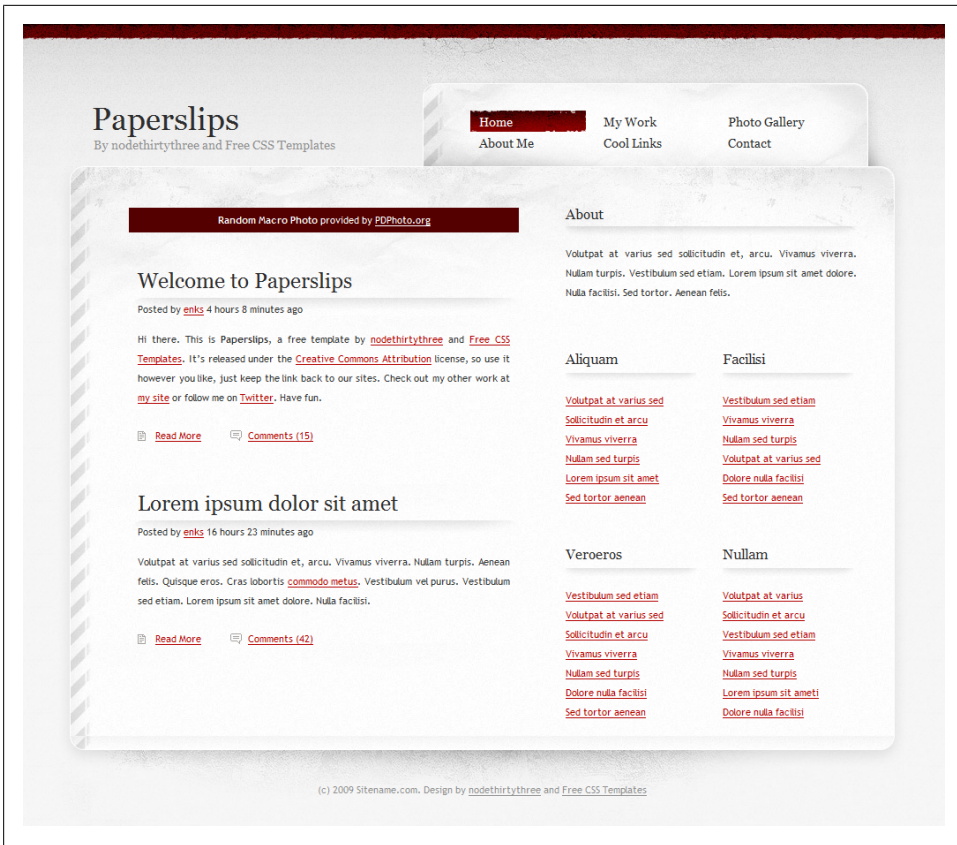 Paperslips
By nodethirtythree and Free CSS Templates
Home My Work Photo Gallery
About Me Cool Links Contact
Random Macro Photo provided by PDPhoto.org
Welcome to Paperslips
Posted by enks 4 hours 8 minutes ago
Hi there. This is Paperslips, a free template by nodethirtythree and Free CSS
Templates. It's released under the Creative Commons Attribution license, so use it
however you like, just keep the link back to our sites. Check out my other work at
my site or follow me on Twitter. Have fun.
Read More Comments (15)
Lorem ipsum dolor sit amet
Posted by enks 16 hours 23 minutes ago
Volutpat at varius sed sollicitudin et, arcu. Vivamus viverra. Nullam turpis. Aenean
felis. Quisque eros. Cras lobortis commodo metus. Vestibulum vel purus. Vestibulum
sed etiam. Lorem ipsum sit amet dolore. Nulla facilisi.
Read More Comments (42)
About
Volutpat at varius sed sollicitudin et, arcu. Vivamus viverra.
Nullam turpis. Vestibulum sed etiam. Lorem ipsum sit amet dolore.
Nulla facilisi. Sed tortor. Aenean felis.
Aliquam
Volutpat at varius sed
Sollicitudin et arcu
Vivamus viverra
Nullam sed turpis
Lorem ipsum sit amet
Sed tortor aenean
Facilisi
Vestibulum sed etiam
Vivamus viverra
Nullam sed turpis
Volutpat at varius sed
Dolore nulla facilisi
Sed tortor aenean
Veroeros
Vestibulum sed etiam
Volutpat at varius sed
Sollicitudin et arcu
Vivamus viverra
Nullam sed turpis
Dolore nulla facilisi
Sed tortor aenean
Nullam
Volutpat at varius
Sollicitudin et arcu
Vestibulum sed etiam
Vivamus viverra
Nullam sed turpis
Lorem ipsum sit ameti
Dolore nulla facilisi
(c) 2009 Sitename.com. Design by nodethirtythree and Free CSS Templates